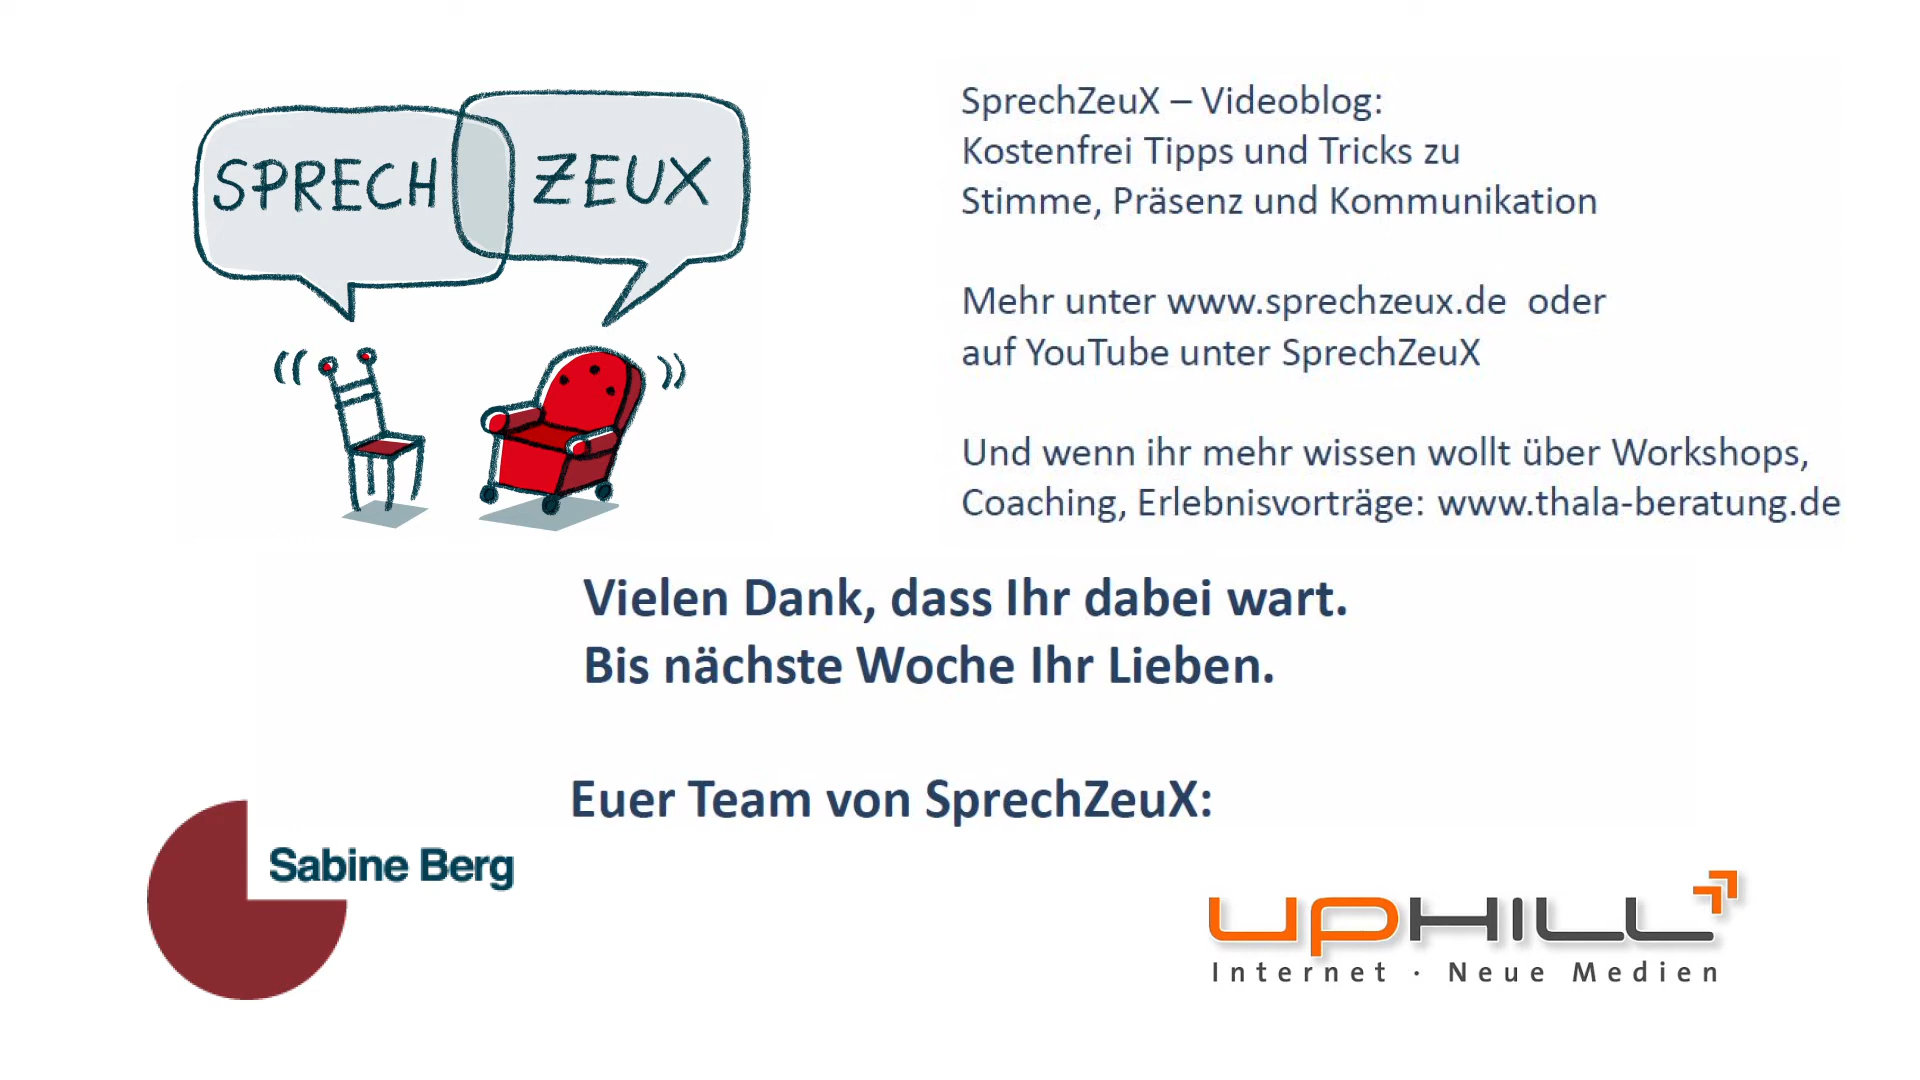 SPRECH ZEUX
SprechZeuX – Videoblog:
Kostenfrei Tipps und Tricks zu
Stimme, Präsenz und Kommunikation
Mehr unter www.sprechzeux.de oder
auf YouTube unter SprechZeuX
Und wenn ihr mehr wissen wollt über Workshops,
Coaching, Erlebnisvorträge: www.thala-beratung.de
Vielen Dank, dass Ihr dabei wart.
Bis nächste Woche Ihr Lieben.
Euer Team von SprechZeuX:
Sabine Berg
UPHILL
Internet · Neue Medien